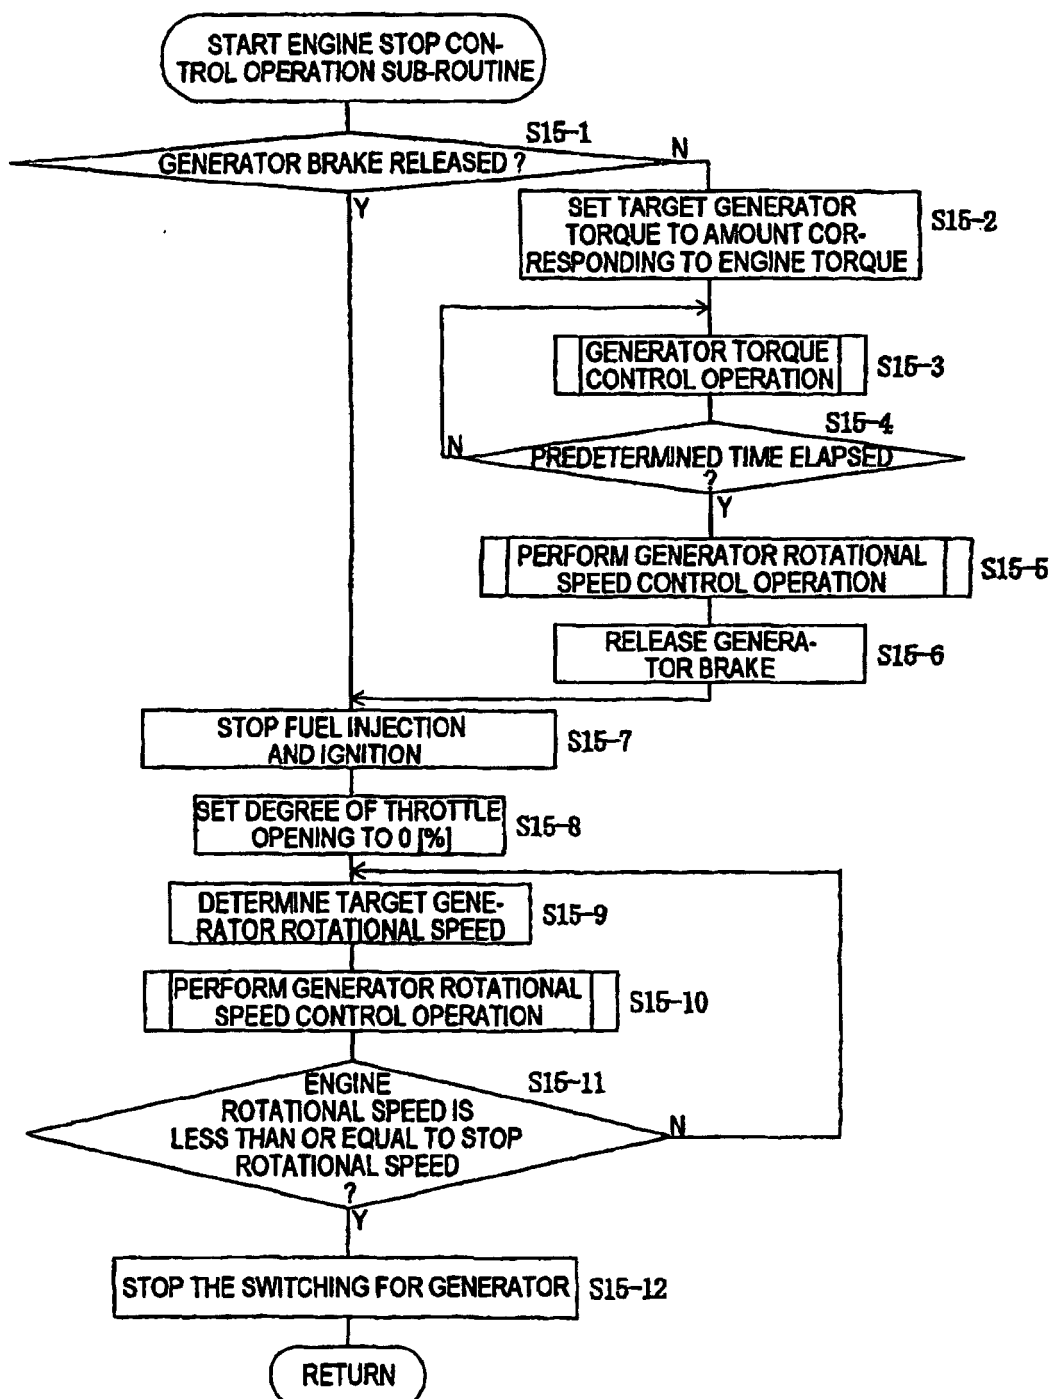 START ENGINE STOP CON-
TROL OPERATION SUB-ROUTINE
S15-1
GENERATOR BRAKE RELEASED ?
N
Y
SET TARGET GENERATOR
TORQUE TO AMOUNT COR-
RESPONDING TO ENGINE TORQUE
S15-2
GENERATOR TORQUE
CONTROL OPERATION
S15-3
S15-4
N
PREDETERMINED TIME ELAPSED
?
Y
PERFORM GENERATOR ROTATIONAL
SPEED CONTROL OPERATION
S15-5
RELEASE GENERA-
TOR BRAKE
S15-6
STOP FUEL INJECTION
AND IGNITION
S15-7
SET DEGREE OF THROTTLE
OPENING TO 0 [%]
S15-8
DETERMINE TARGET GENE-
RATOR ROTATIONAL SPEED
S15-9
PERFORM GENERATOR ROTATIONAL
SPEED CONTROL OPERATION
S15-10
ENGINE
ROTATIONAL SPEED IS
LESS THAN OR EQUAL TO STOP
ROTATIONAL SPEED
?
S15-11
N
Y
STOP THE SWITCHING FOR GENERATOR
S15-12
RETURN